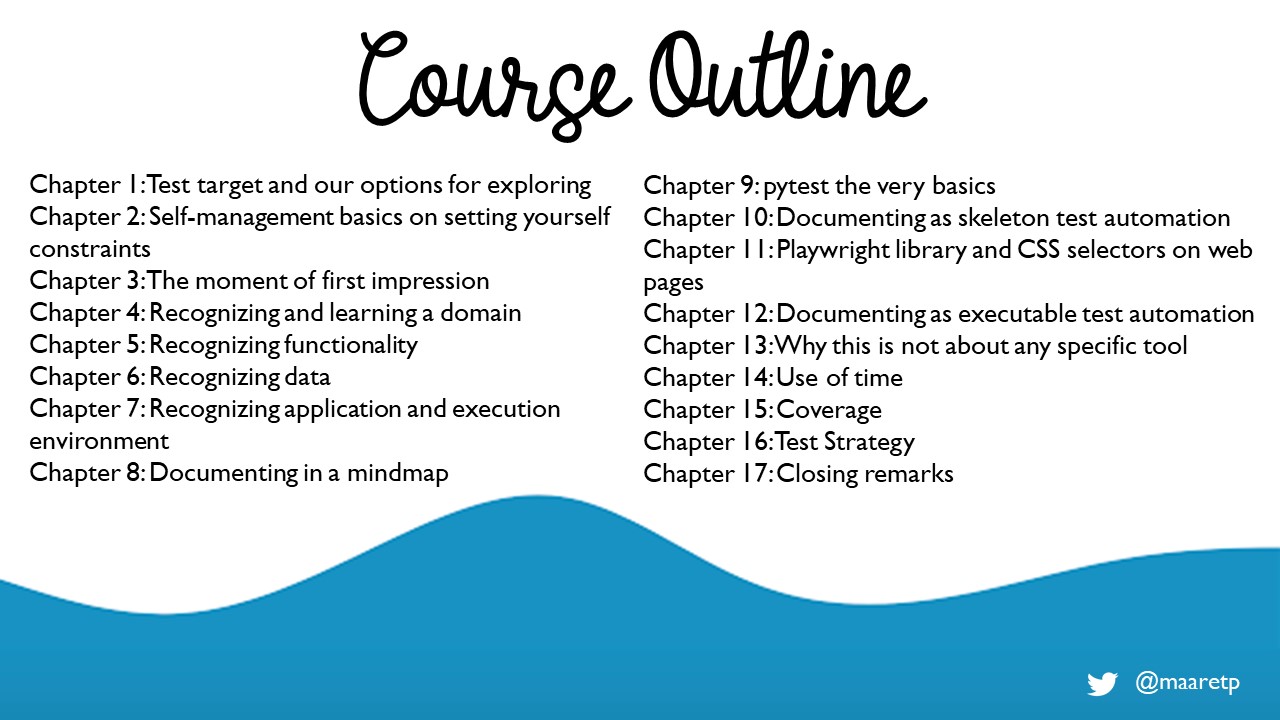 Course Outline
Chapter 1: Test target and our options for exploring
Chapter 2: Self-management basics on setting yourself
constraints
Chapter 3: The moment of first impression
Chapter 4: Recognizing and learning a domain
Chapter 5: Recognizing functionality
Chapter 6: Recognizing data
Chapter 7: Recognizing application and execution
environment
Chapter 8: Documenting in a mindmap
Chapter 9: pytest the very basics
Chapter 10: Documenting as skeleton test automation
Chapter 11: Playwright library and CSS selectors on web
pages
Chapter 12: Documenting as executable test automation
Chapter 13: Why this is not about any specific tool
Chapter 14: Use of time
Chapter 15: Coverage
Chapter 16: Test Strategy
Chapter 17: Closing remarks
@maaretp